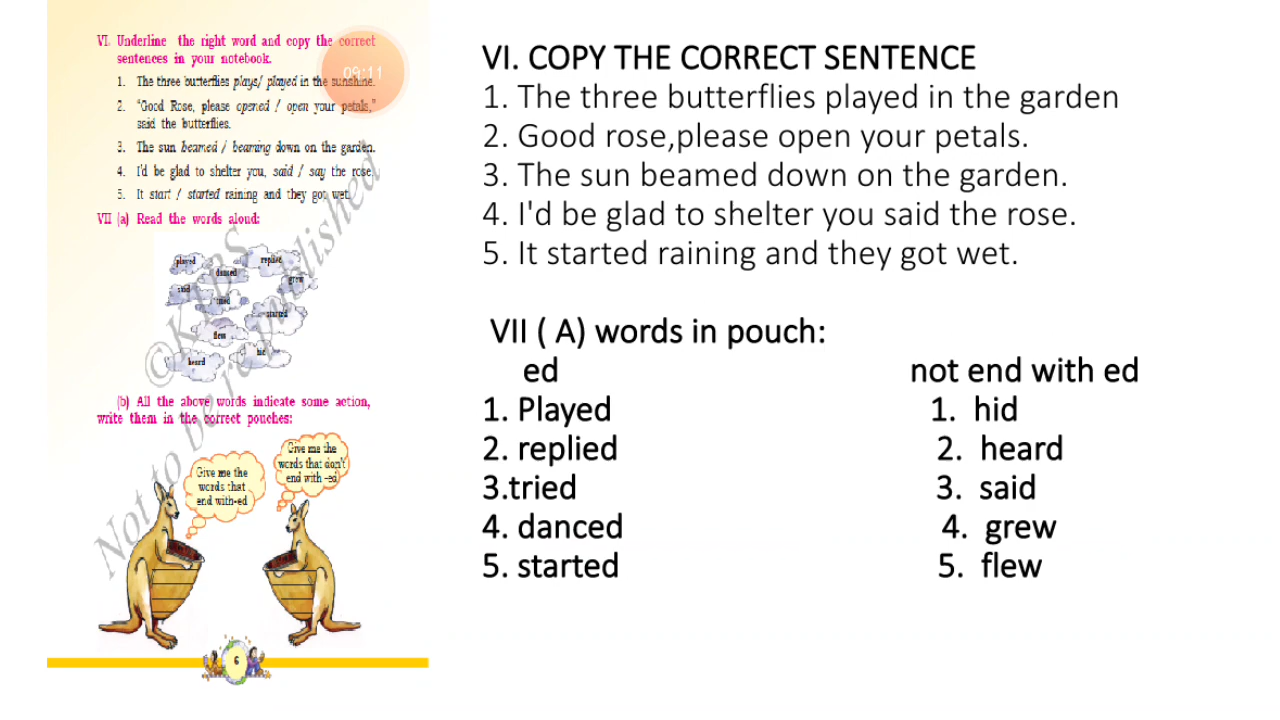 VI. Underline the right word and copy the correct
sentences in your notebook.
1. The three butterflies plays/ played in the sunshine.
2. "Good Rose, please opened / open your petals,"
said the butterflies.
3. The sun beamed / beaming down on the garden.
4. I'd be glad to shelter you, said / say the rose.
5. It start / started raining and they got wet.
VII (a) Read the words aloud:
played
danced
replied
grew
said
tried
started
flew
hid
heard
(b) All the above words indicate some action,
write them in the correct pouches:
Give me the
words that
end with-ed
Give me the
words that don't
end with -ed
6
09:11
©KTBS
Not to be republished
VI. COPY THE CORRECT SENTENCE
1. The three butterflies played in the garden
2. Good rose,please open your petals.
3. The sun beamed down on the garden.
4. I'd be glad to shelter you said the rose.
5. It started raining and they got wet.
VII ( A) words in pouch:
ed not end with ed
1. Played 1. hid
2. replied 2. heard
3.tried 3. said
4. danced 4. grew
5. started 5. flew